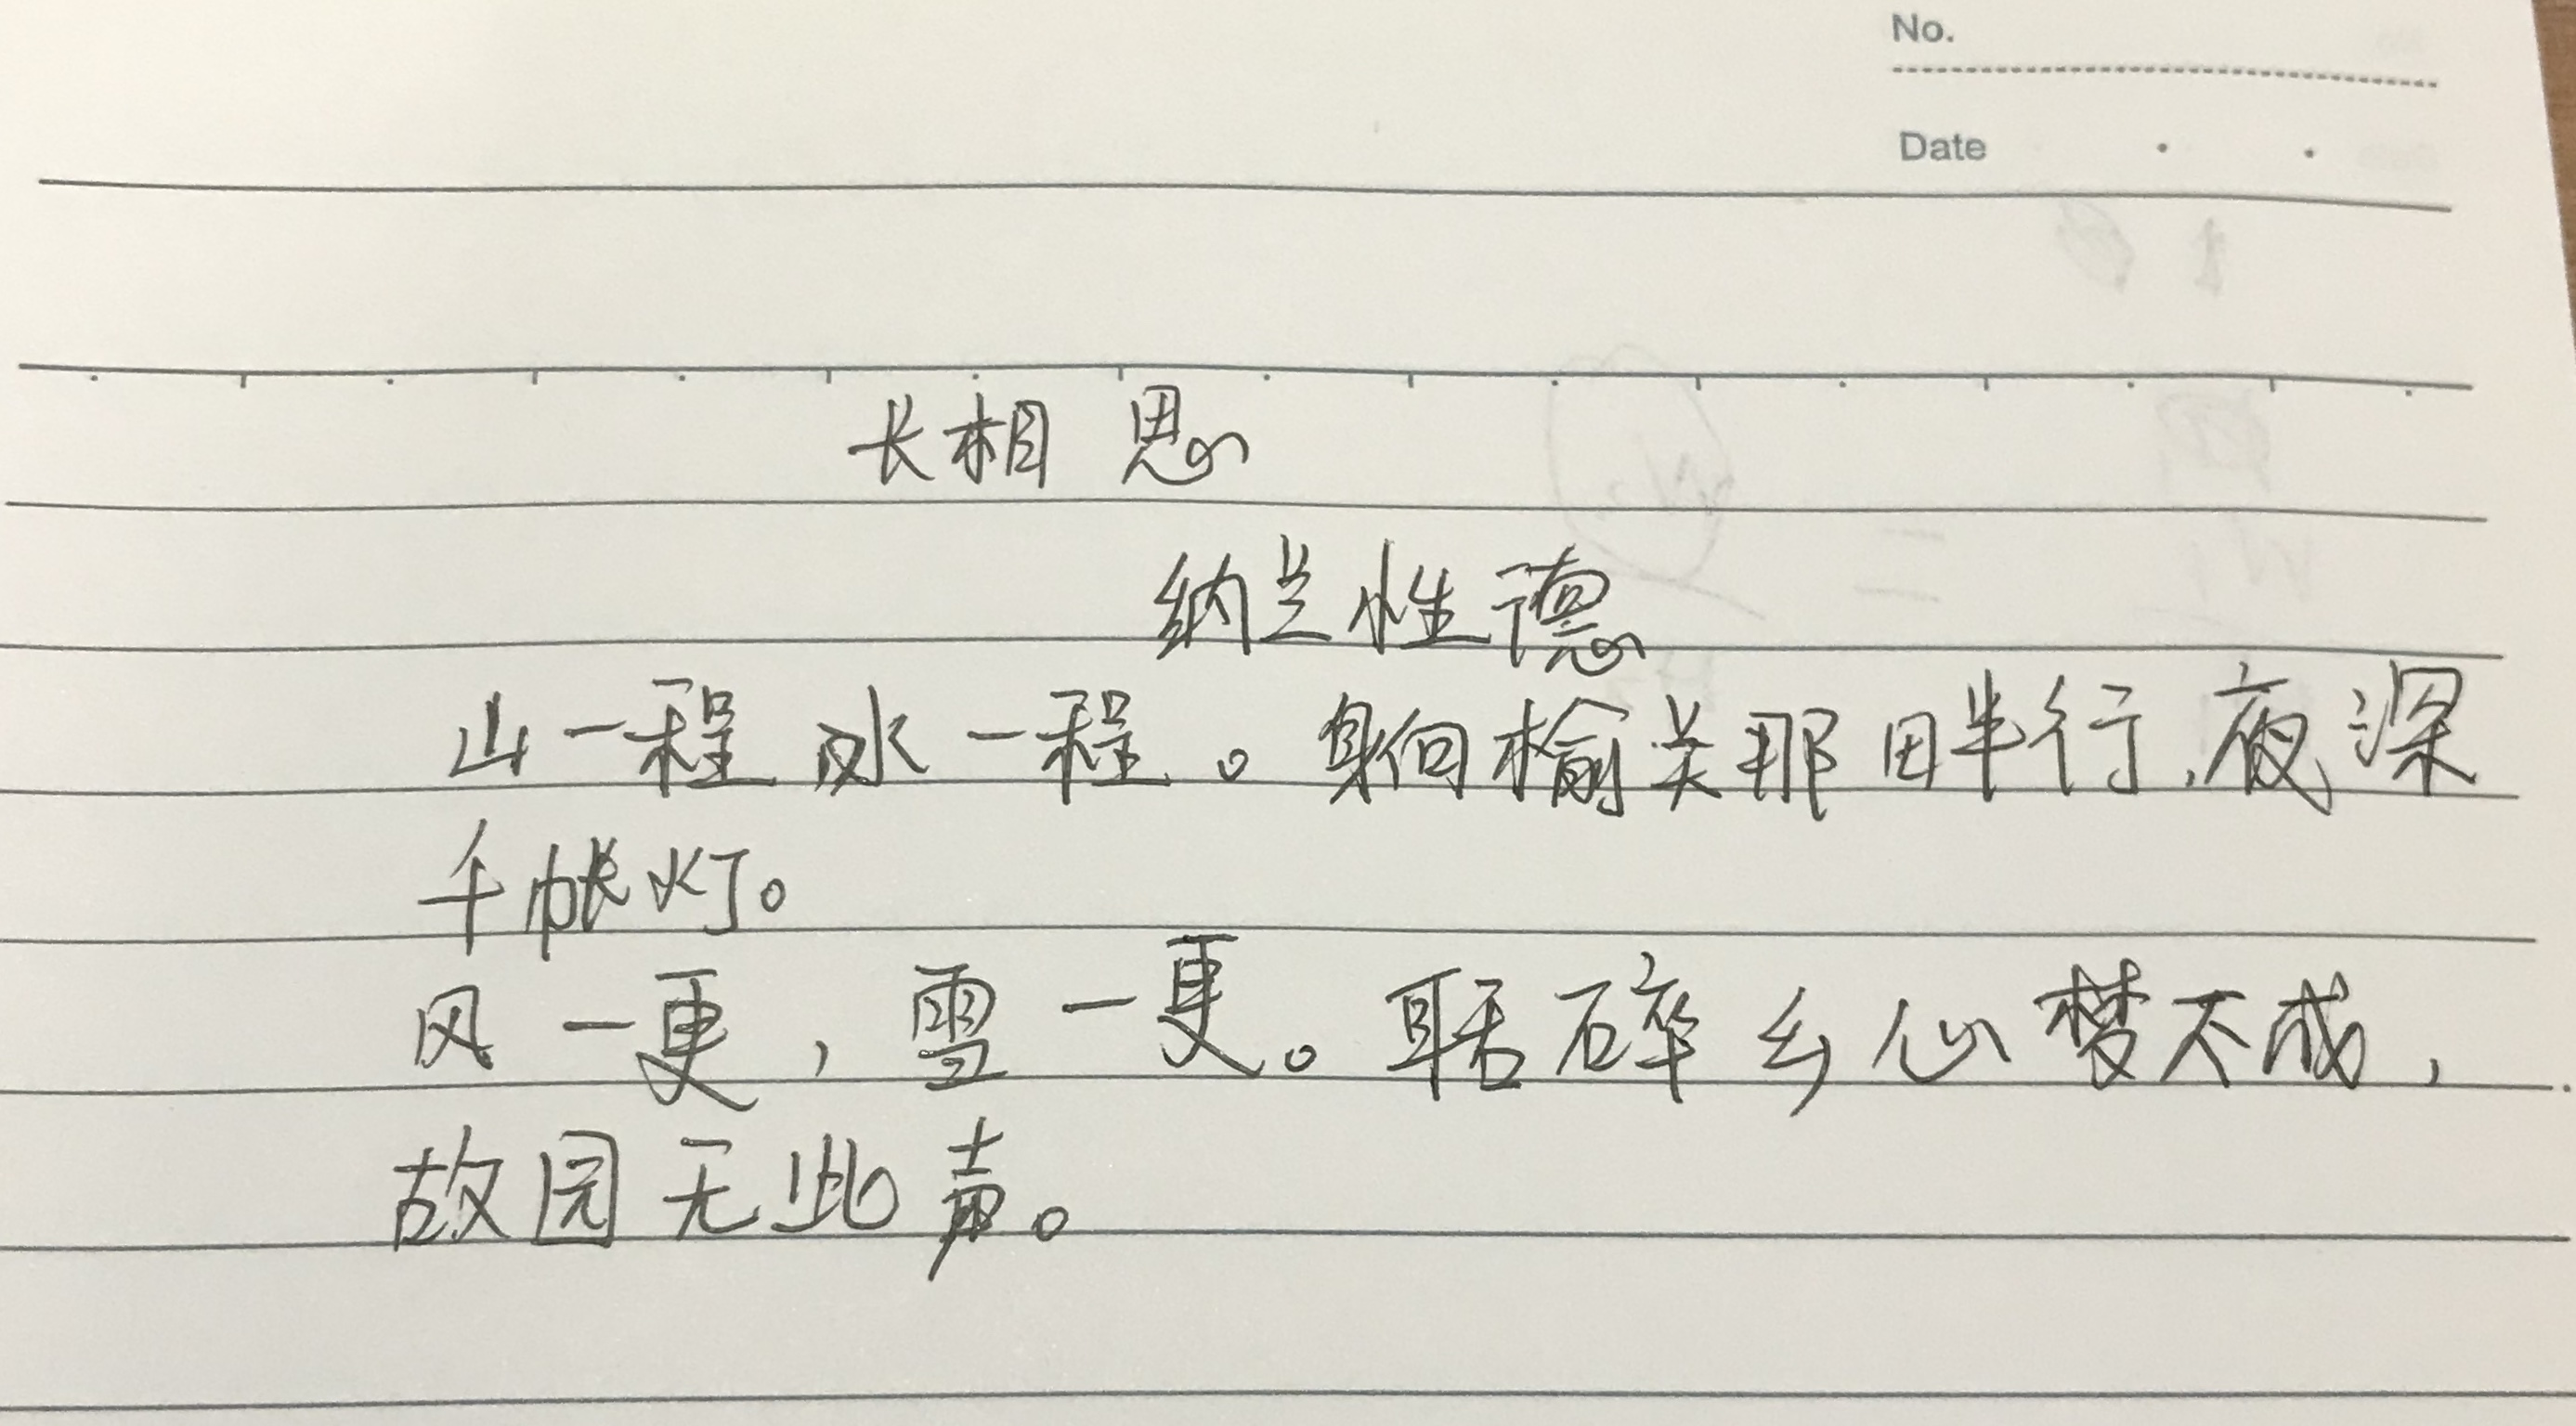 No.
Date
长相思
纳兰性德
山一程 水一程。身向榆关那畔行,夜深
千帐灯。
风一更，雪一更。聒碎乡心梦不成，
故园无此声。